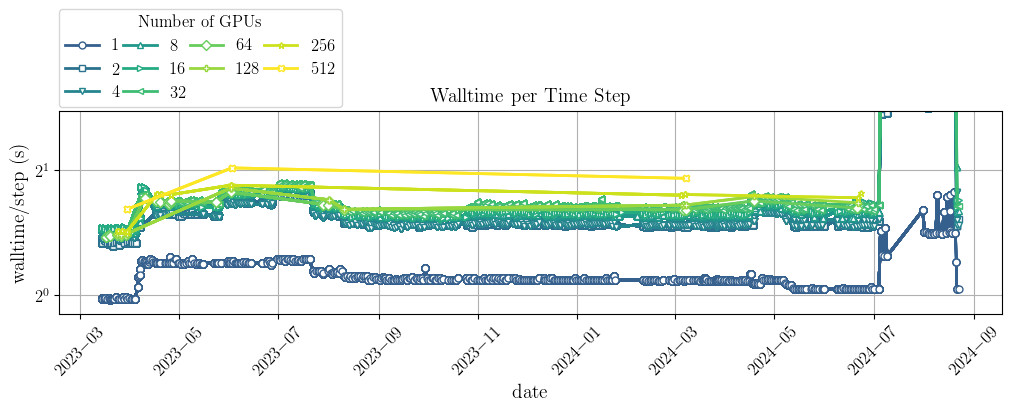 Number of GPUs
1 8 64 256
2 16 128 512
4 32
Walltime per Time Step
walltime/step (s)
2^1
2^0
2023−03 2023−05 2023−07 2023−09 2023−11 2024−01 2024−03 2024−05 2024−07 2024−09
date